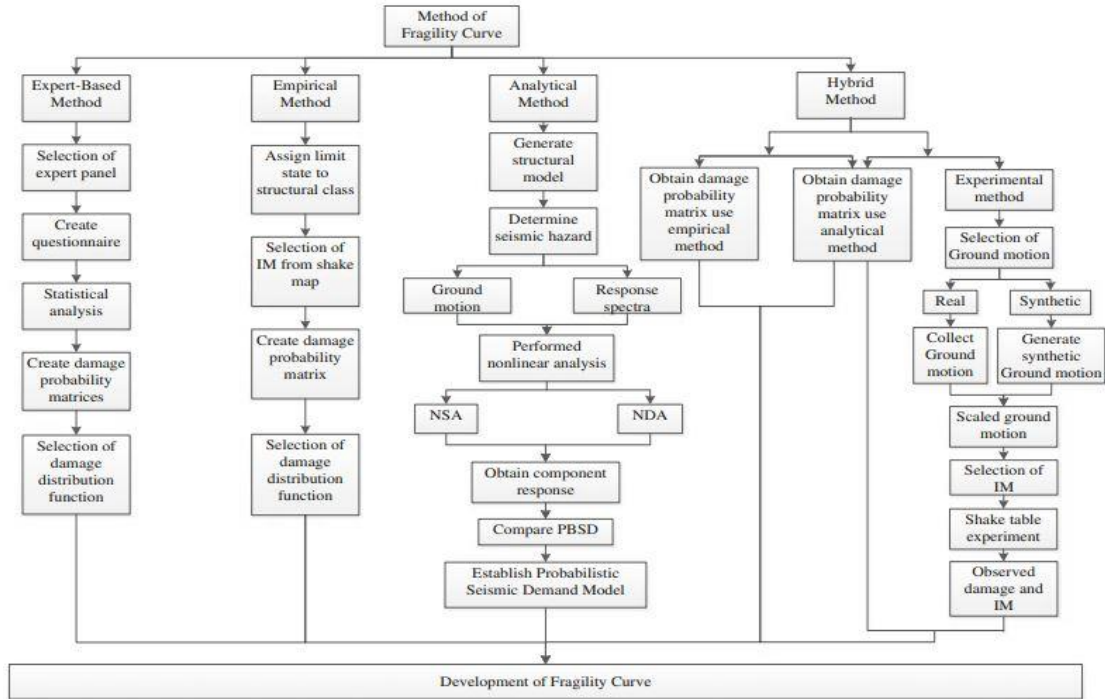 Method of
Fragility Curve
Expert-Based
Method
Empirical
Method
Analytical
Method
Hybrid
Method
Selection of
expert panel
Create
questionnaire
Statistical
analysis
Create damage
probability
matrices
Selection of
damage
distribution
function
Assign limit
state to
structural class
Selection of
IM from shake
map
Create damage
probability
matrix
Selection of
damage
distribution
function
Generate
structural
model
Determine
seismic hazard
Ground
motion
Response
spectra
Performed
nonlinear analysis
NSA
NDA
Obtain component
response
Compare PBSD
Establish Probabilistic
Seismic Demand Model
Obtain damage
probability
matrix use
empirical
method
Obtain damage
probability
matrix use
analytical
method
Experimental
method
Selection of
Ground motion
Real
Synthetic
Collect
Ground
motion
Generate
synthetic
Ground motion
Scaled ground
motion
Selection of
IM
Shake table
experiment
Observed
damage and
IM
Development of Fragility Curve